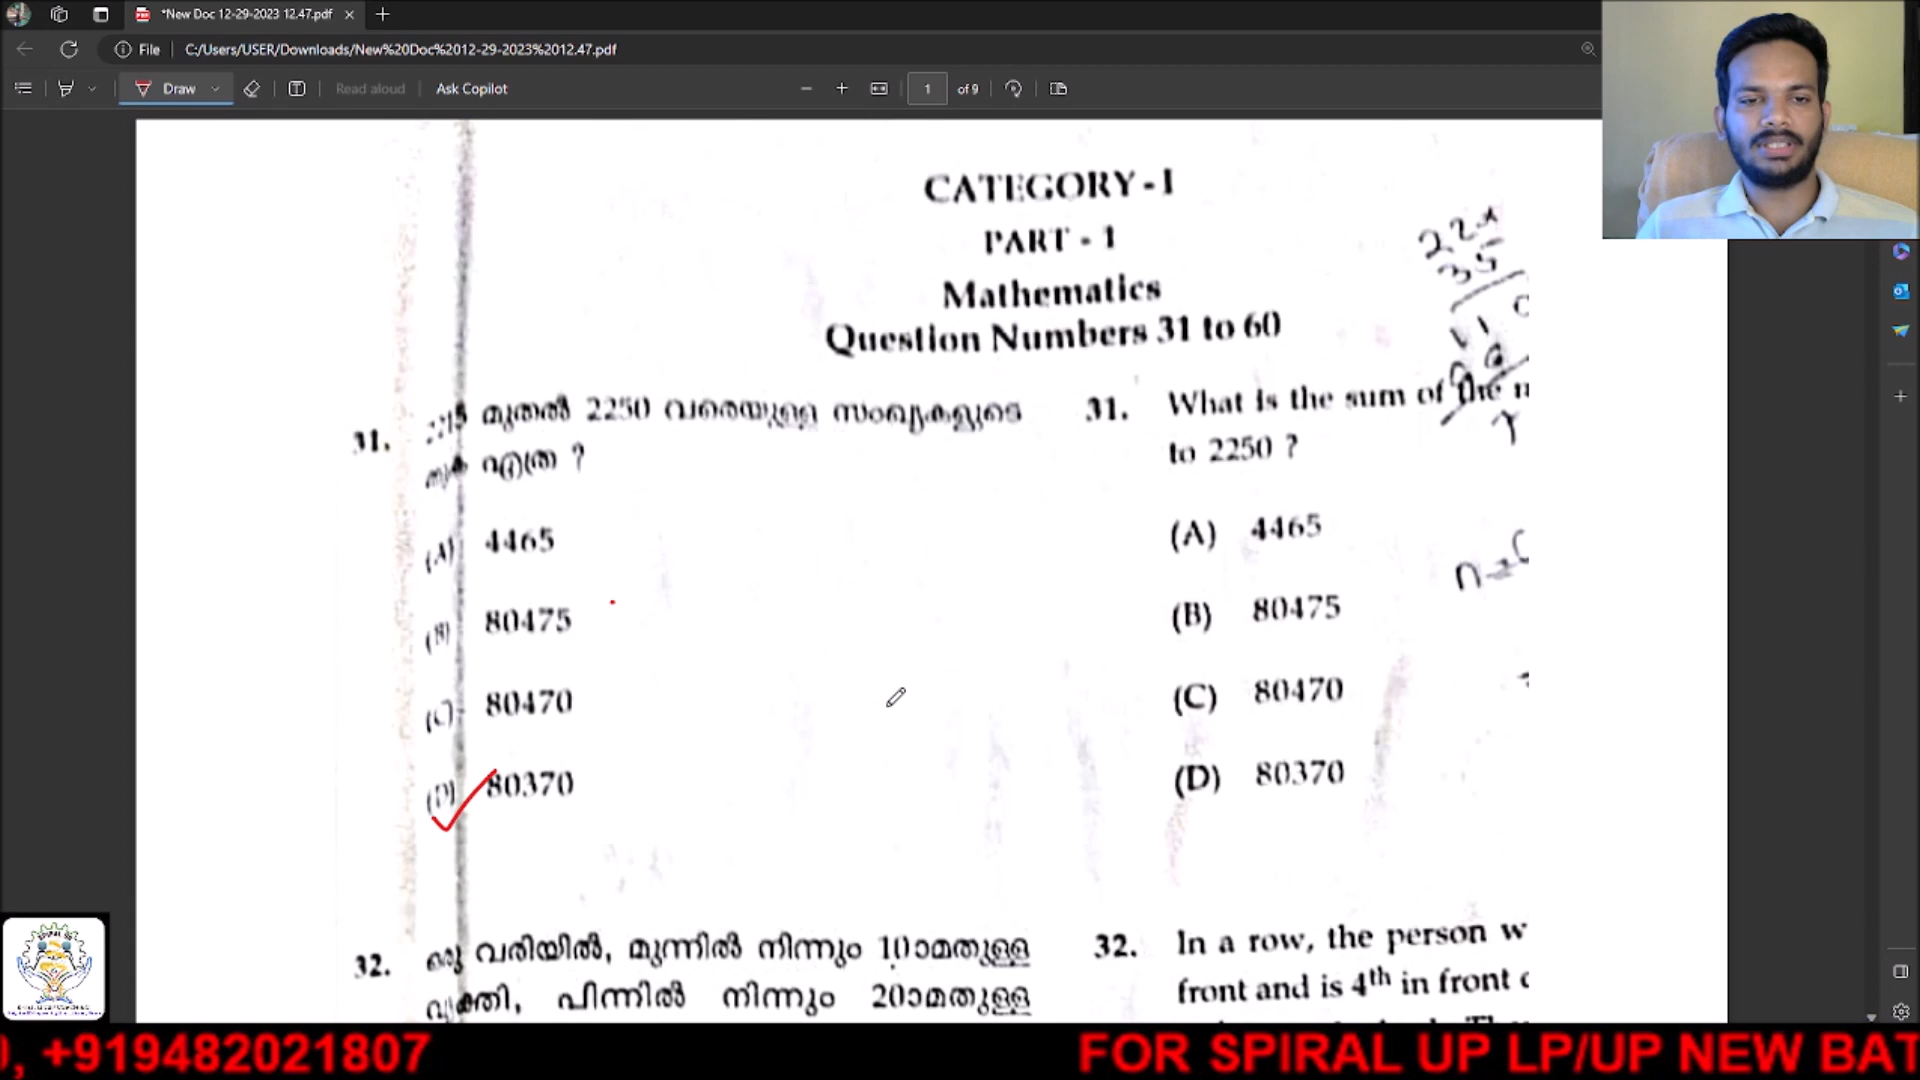 *New Doc 12-29-2023 12.47.pdf
File
C:/Users/USER/Downloads/New%20Doc%2012-29-2023%2012.47.pdf
Draw
Read aloud
Ask Copilot
1 of 9
CATEGORY - I
PART - 1
Mathematics
Question Numbers 31 to 60
31. മുതൽ 2250 വരെയുള്ള സംഖ്യകളുടെ
തുക എത്ര ?
(A) 4465
(B) 80475
(C) 80470
(D) 80370
32. ഒരു വരിയിൽ, മുന്നിൽ നിന്നും 10ാമതുള്ള
വ്യക്തി, പിന്നിൽ നിന്നും 20ാമതുള്ള
31. What is the sum of the
to 2250 ?
(A) 4465
(B) 80475
(C) 80470
(D) 80370
32. In a row, the person
front and is 4th in front
35
n=
SPIRAL UP
, +919482021807
FOR SPIRAL UP LP/UP NEW BAT